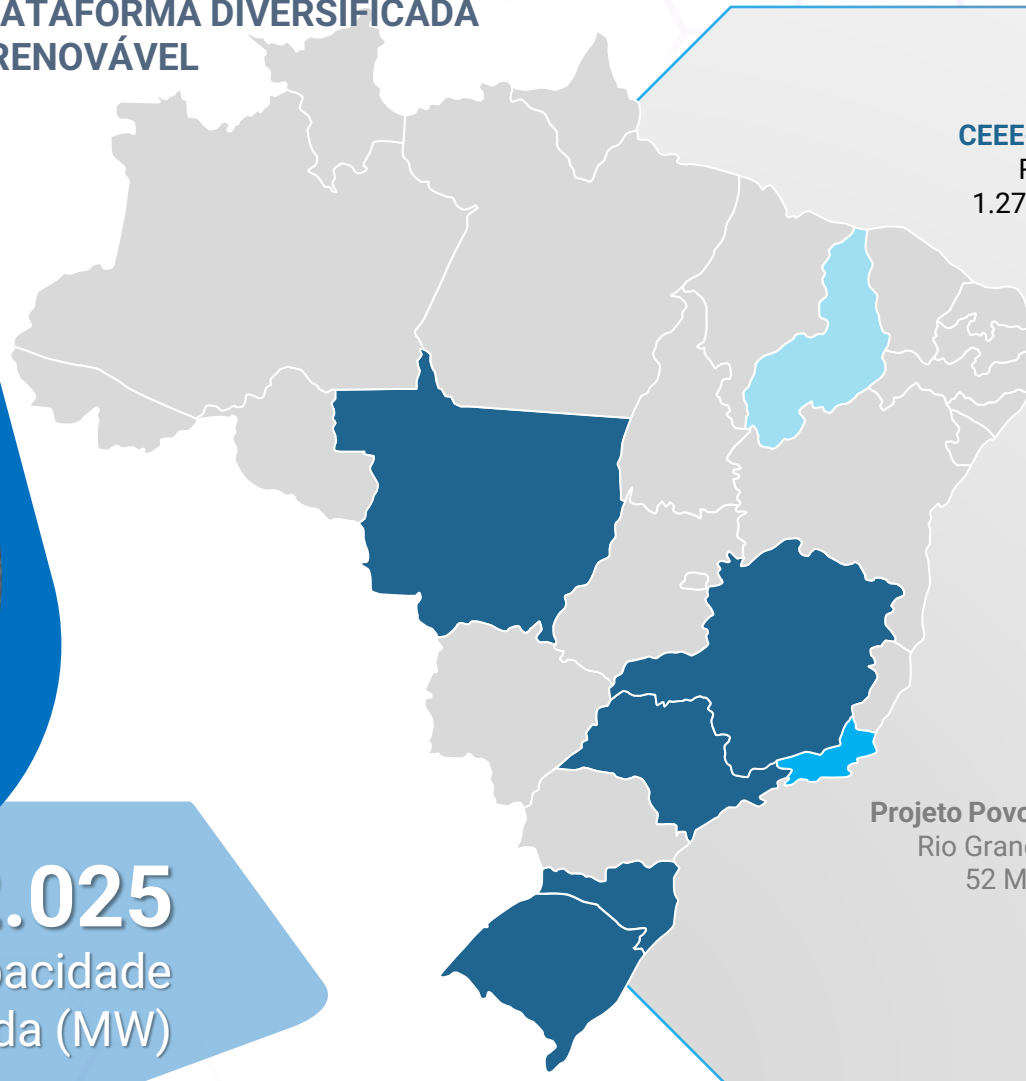 ATAFORMA DIVERSIFICADA
RENOVÁVEL
CEEE
1.27
.025
pacidade
da (MW)
Projeto Povo
Rio Grand
52 M